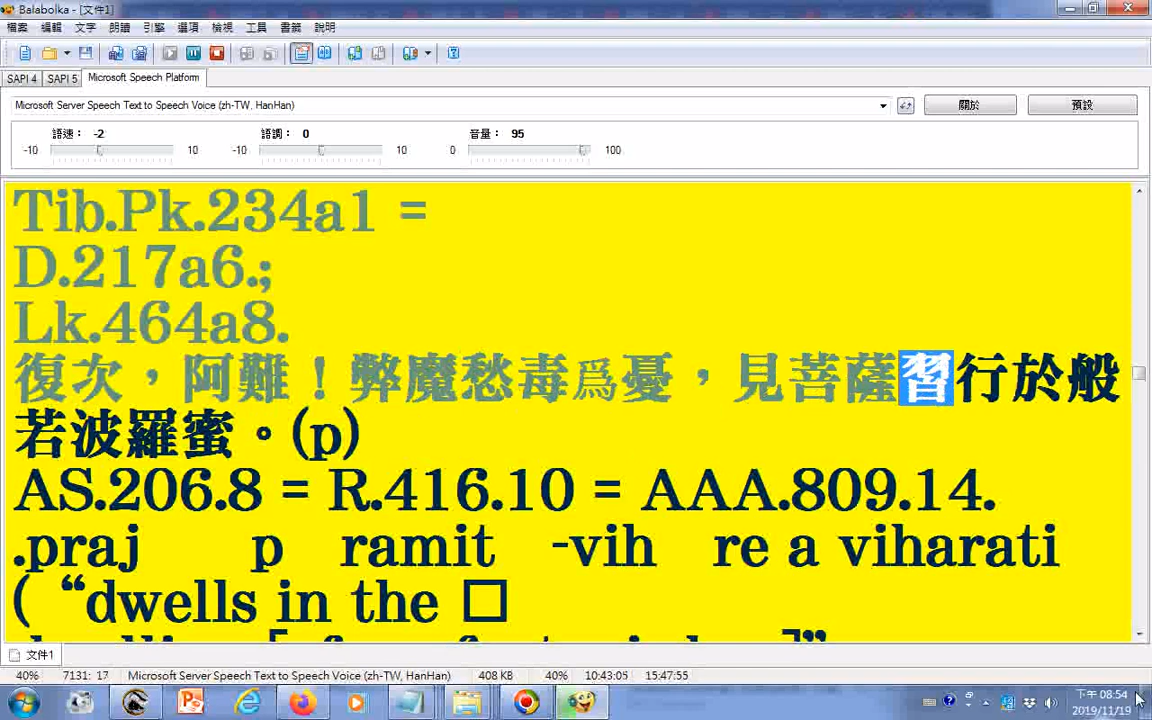 Balabolka - [文件1]
檔案 編輯 文字 朗讀 引擎 選項 檢視 工具 書籤 說明
SAPI 4 SAPI 5 Microsoft Speech Platform
Microsoft Server Speech Text to Speech Voice (zh-TW, HanHan) 關於 預設
語速： -2 語調： 0 音量： 95
-10 10 -10 10 0 100
Tib.Pk.234a1 =
D.217a6.;
Lk.464a8.
復次，阿難！弊魔愁毒爲憂，見菩薩習行於般
若波羅蜜。(p)
AS.206.8 = R.416.10 = AAA.809.14.
.praj p ramit -vih re a viharati
( “dwells in the □
文件1
40% 7131: 17 Microsoft Server Speech Text to Speech Voice (zh-TW, HanHan) 408 KB 40% 10:43:05 15:47:55
下午 08:54
2019/11/19